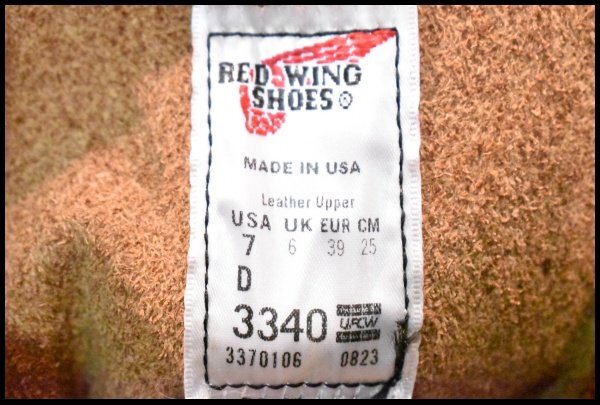 RED WING
SHOES®
MADE IN USA
Leather Upper
USA UK EUR CM
7 6 39 25
D
3340 UFCW
3370106 0823